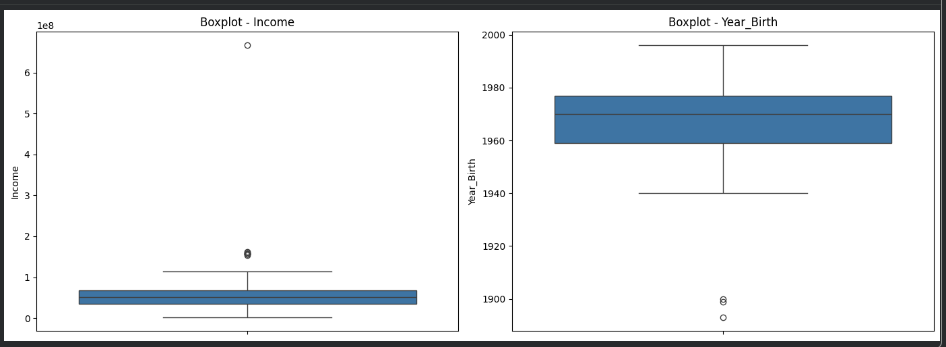 Boxplot - Income
1e8
6
5
4
3
2
1
0
Income
Boxplot - Year_Birth
2000
1980
1960
1940
1920
1900
Year_Birth